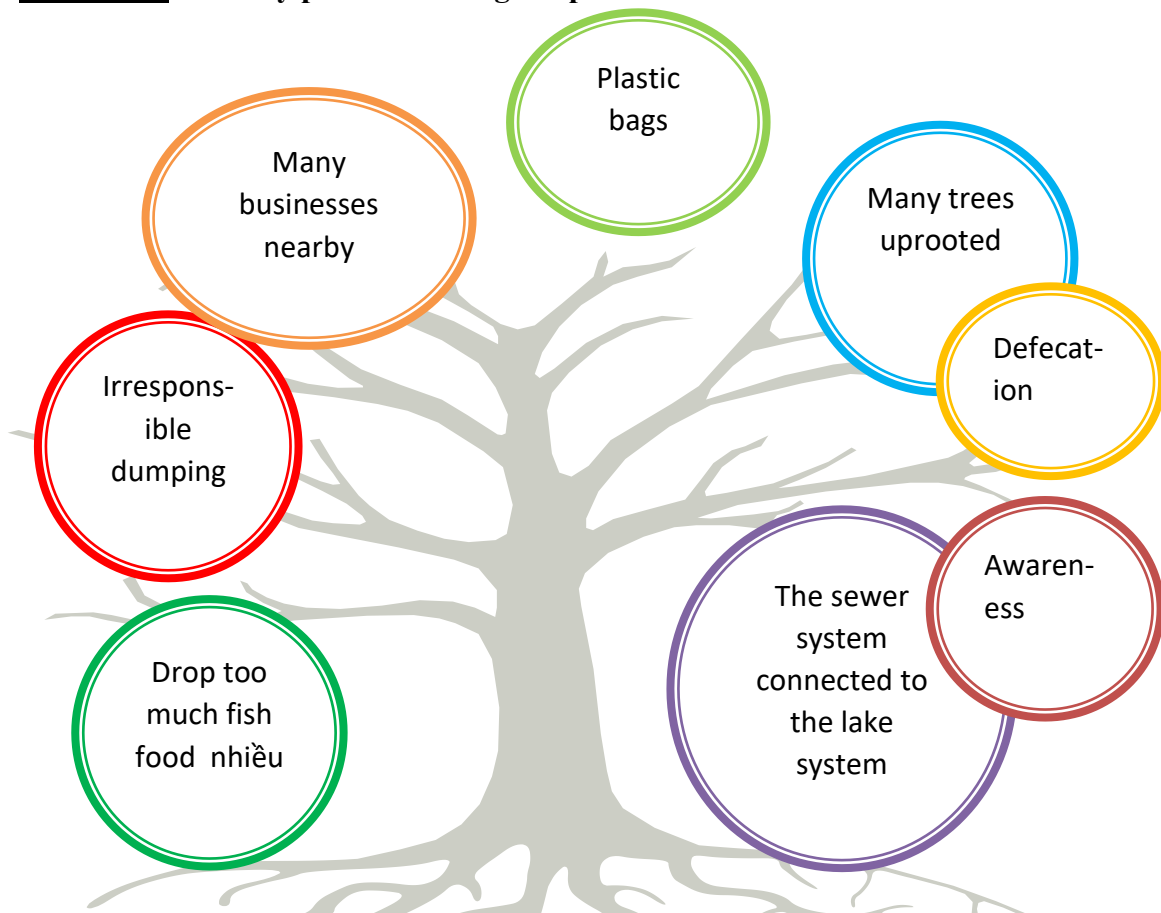 Plastic
bags
Many
businesses
nearby
Many trees
uprooted
Defecat-
ion
Irrespons-
ible
dumping
Awaren-
ess
The sewer
system
connected to
the lake
system
Drop too
much fish
food nhiều